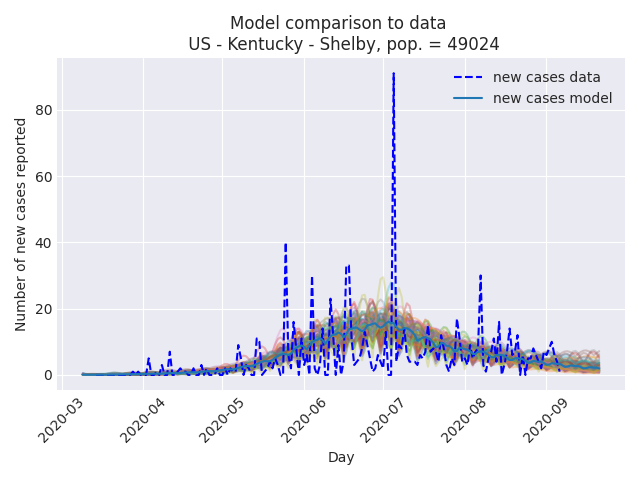 Model comparison to data
US - Kentucky - Shelby, pop. = 49024
new cases data
new cases model
Number of new cases reported
80
60
40
20
0
2020-03
2020-04
2020-05
2020-06
2020-07
2020-08
2020-09
Day